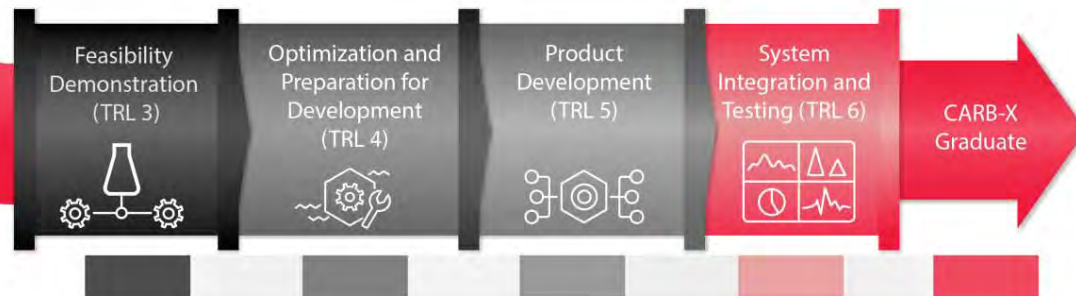 Feasibility
Demonstration
(TRL 3)
Optimization and
Preparation for
Development
(TRL 4)
Product
Development
(TRL 5)
System
Integration and
Testing (TRL 6)
CARB-X
Graduate